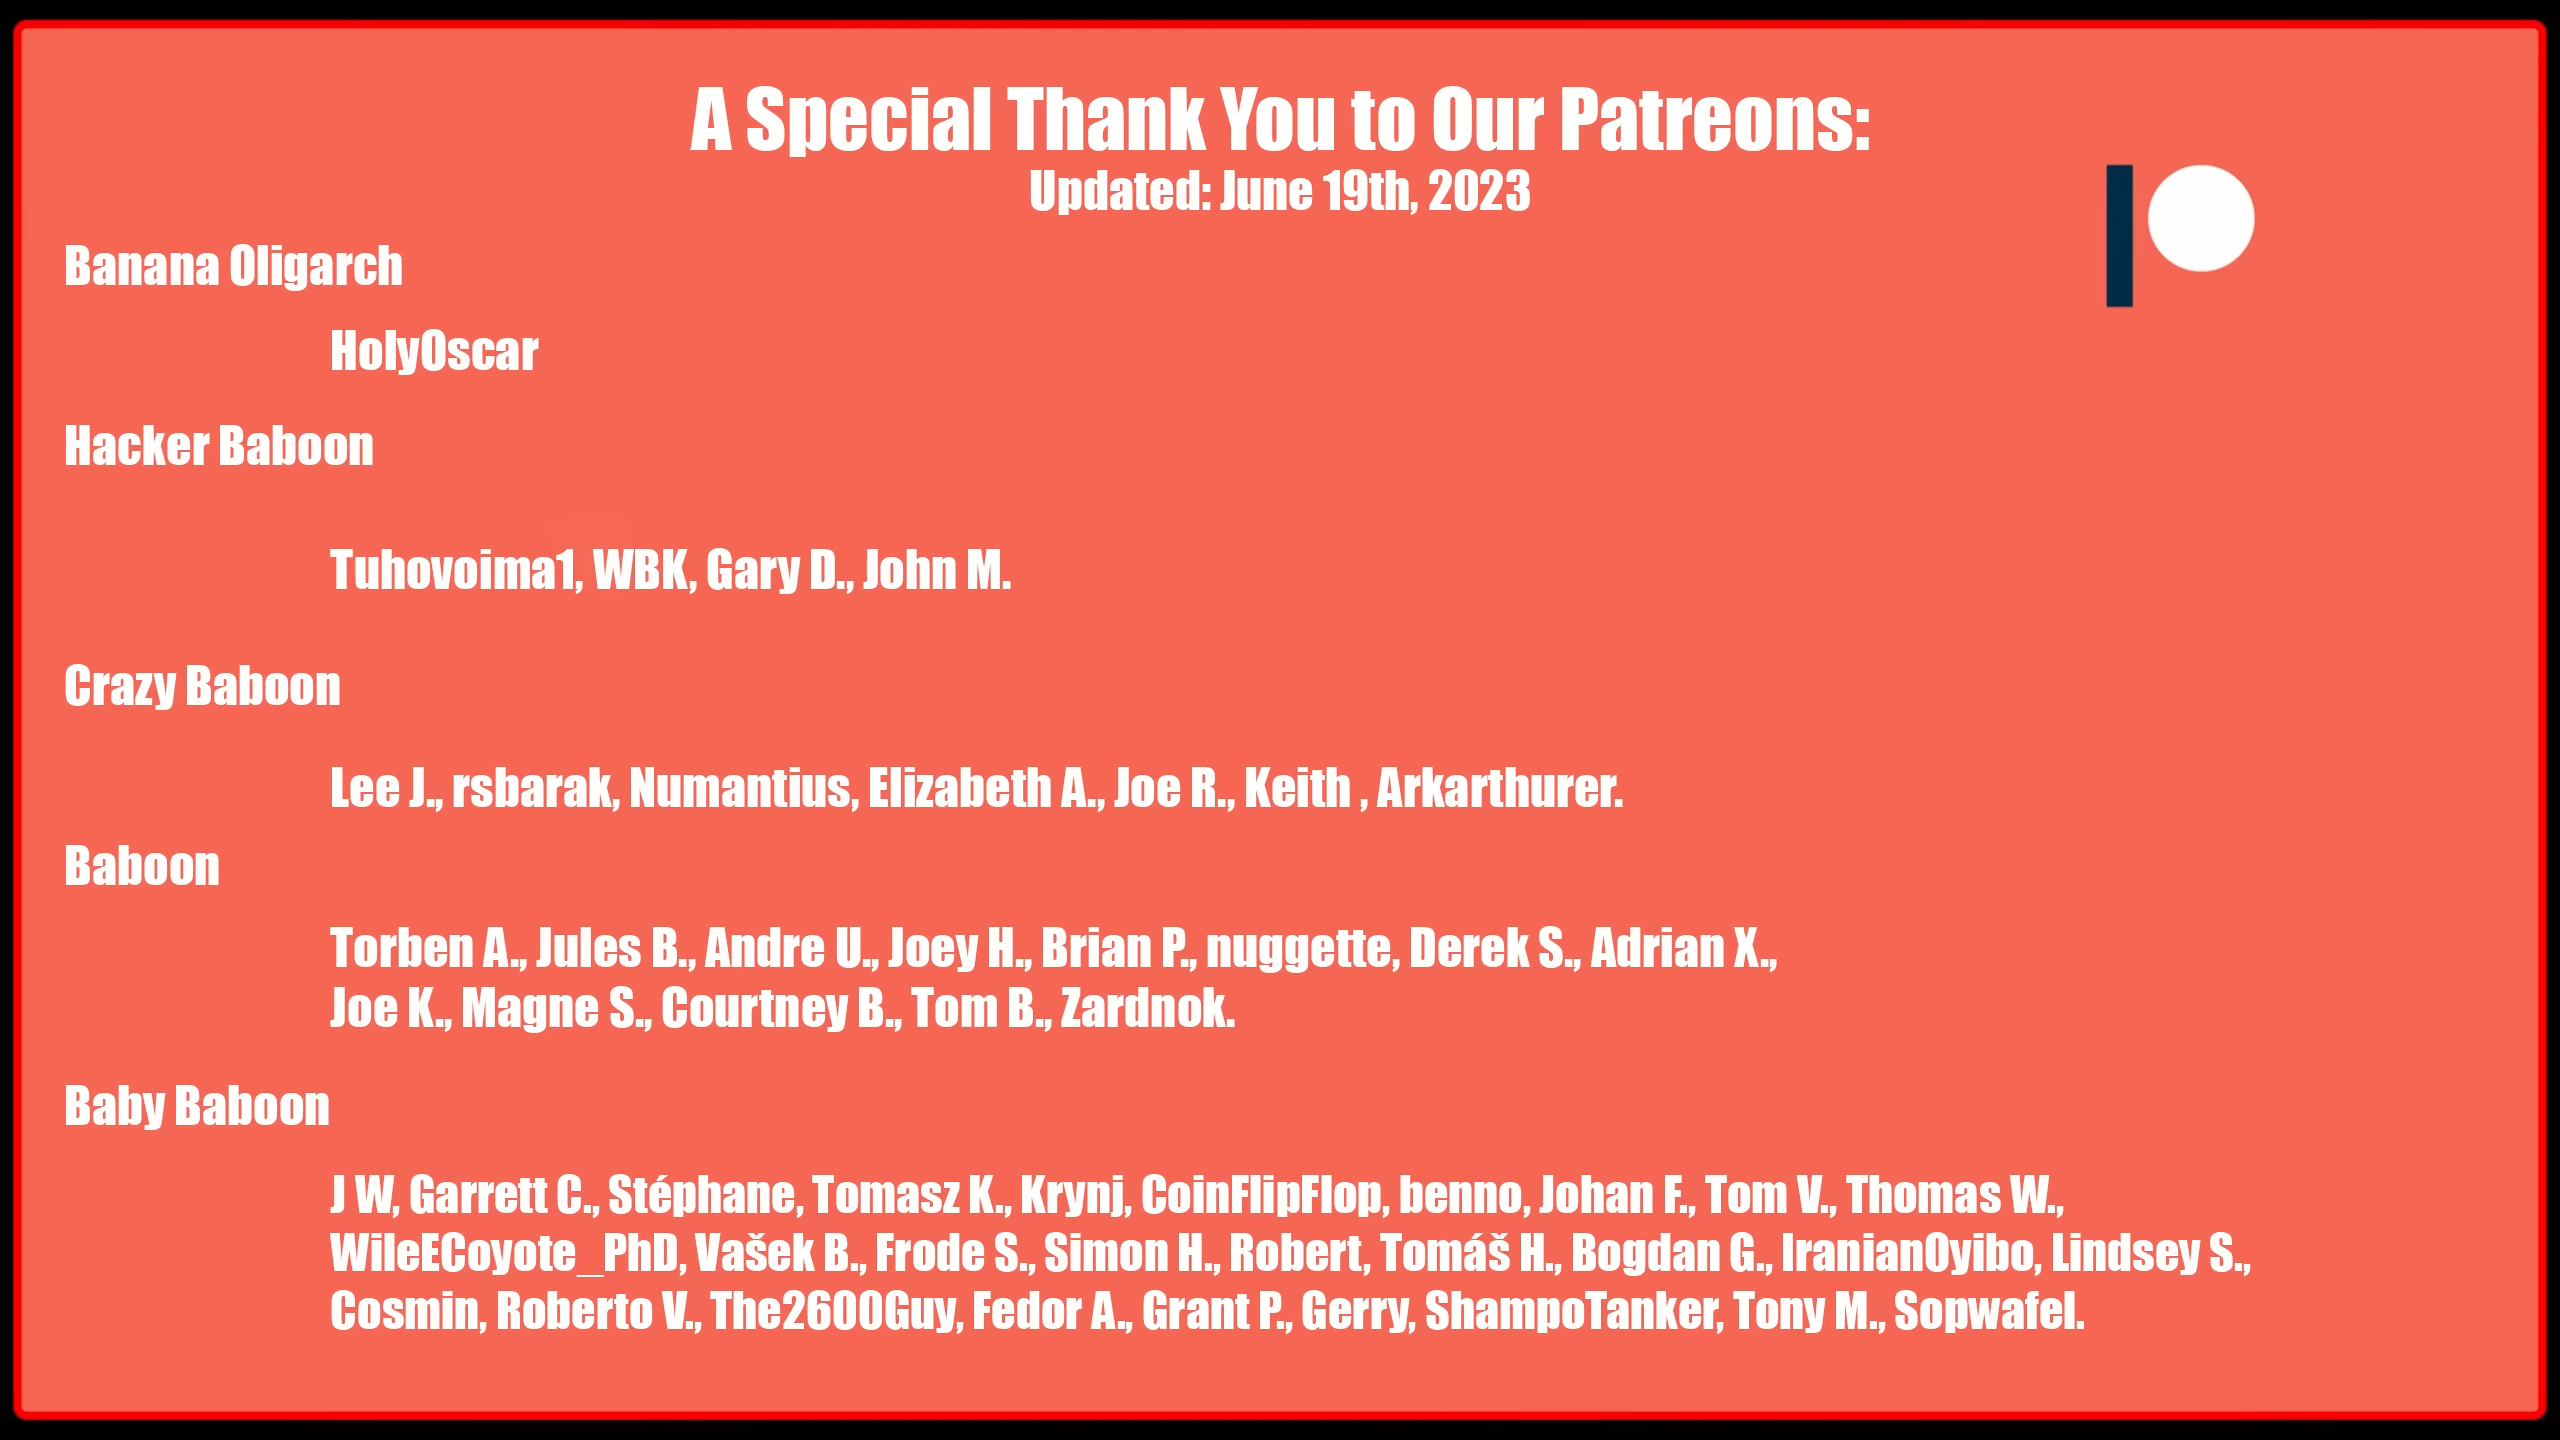 A Special Thank You to Our Patreons:
Updated: June 19th, 2023
Banana Oligarch
HolyOscar
Hacker Baboon
Tuhovoima1, WBK, Gary D., John M.
Crazy Baboon
Lee J., rsbarak, Numantius, Elizabeth A., Joe R., Keith , Arkarthurer.
Baboon
Torben A., Jules B., Andre U., Joey H., Brian P., nuggette, Derek S., Adrian X.,
Joe K., Magne S., Courtney B., Tom B., Zardnok.
Baby Baboon
J W, Garrett C., Stéphane, Tomasz K., Krynj, CoinFlipFlop, benno, Johan F., Tom V., Thomas W.,
WileECoyote_PhD, Vašek B., Frode S., Simon H., Robert, Tomáš H., Bogdan G., IranianOyibo, Lindsey S.,
Cosmin, Roberto V., The2600Guy, Fedor A., Grant P., Gerry, ShampoTanker, Tony M., Sopwafel.